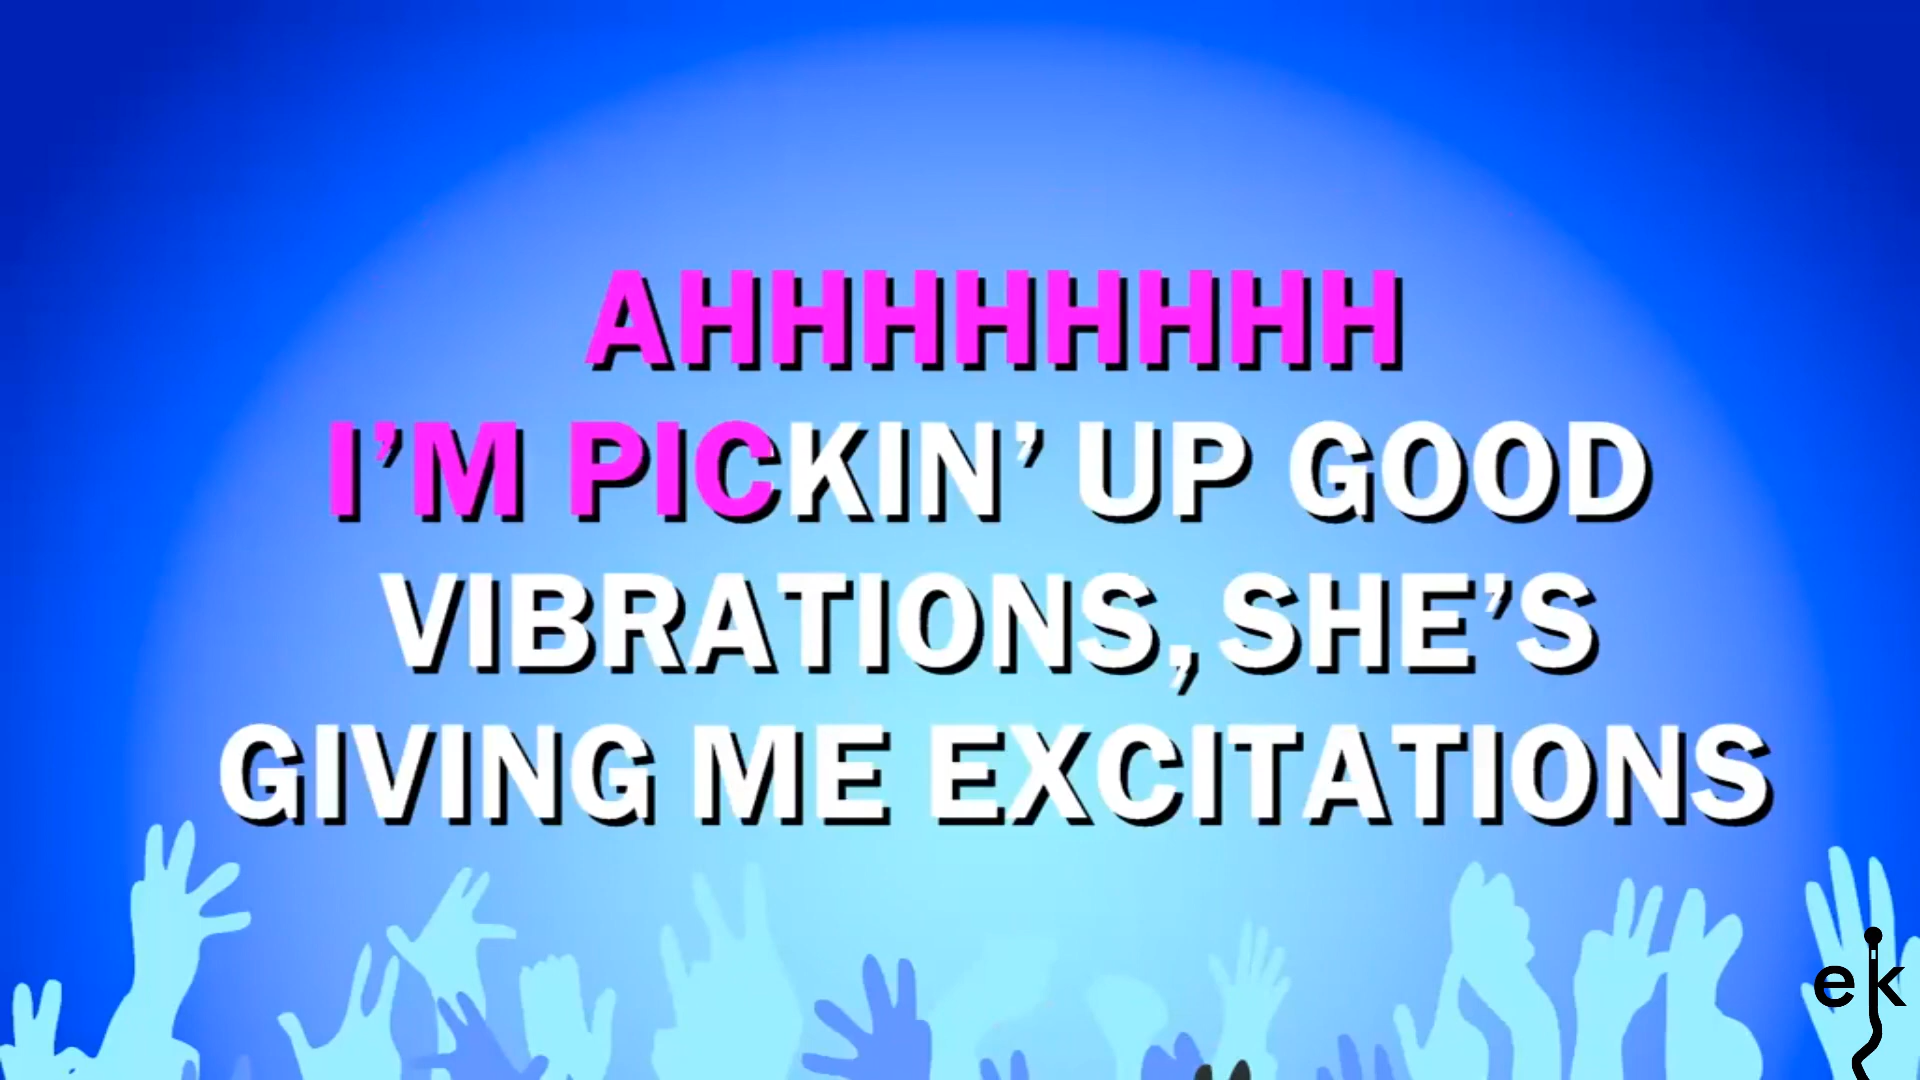 AHHHHHHHH
I’M PICKIN’ UP GOOD
VIBRATIONS, SHE’S
GIVING ME EXCITATIONS
ek